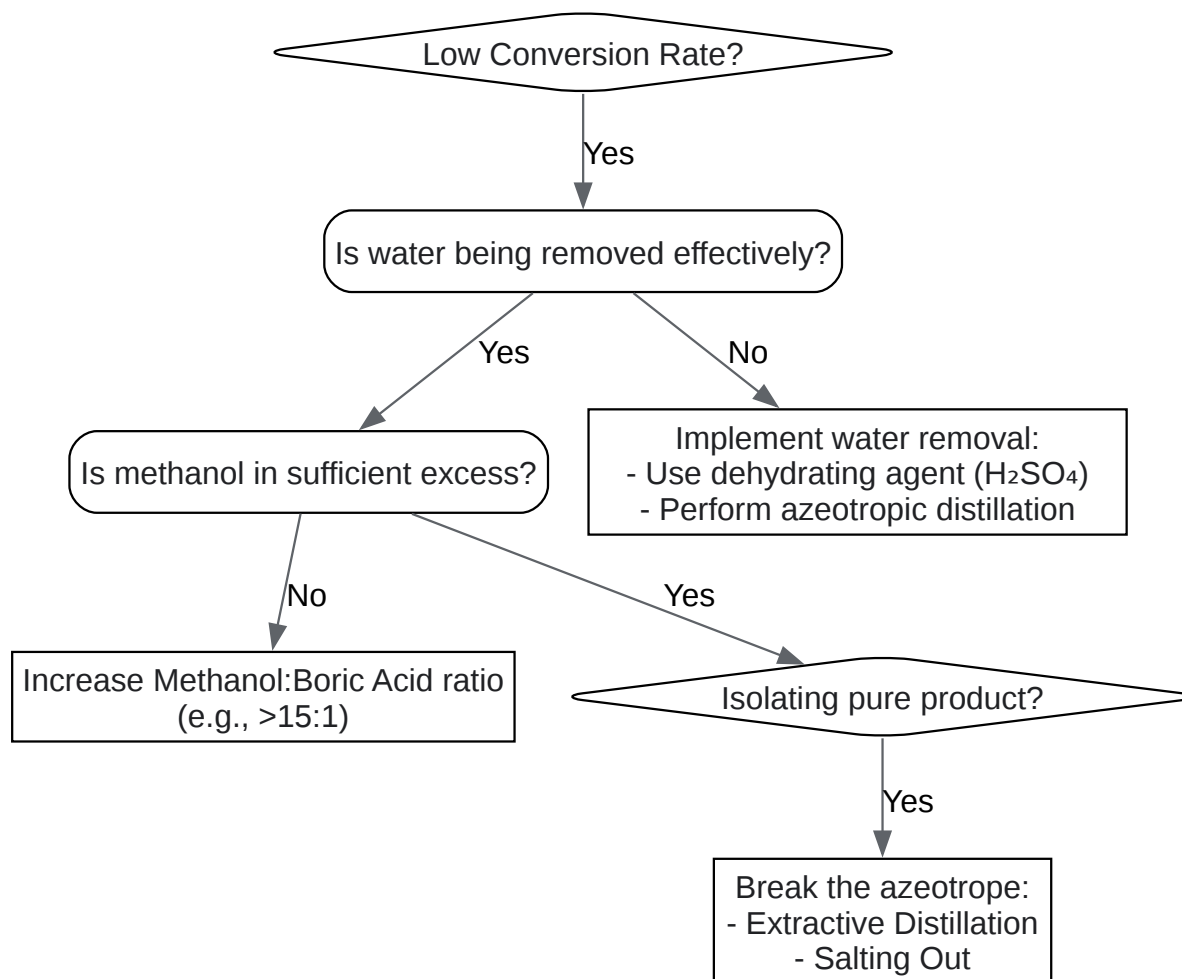 Low Conversion Rate?
Yes
Is water being removed effectively?
Yes
No
Implement water removal:
- Use dehydrating agent (H₂SO₄)
- Perform azeotropic distillation
Is methanol in sufficient excess?
No
Yes
Increase Methanol:Boric Acid ratio
(e.g., >15:1)
Isolating pure product?
Yes
Break the azeotrope:
- Extractive Distillation
- Salting Out